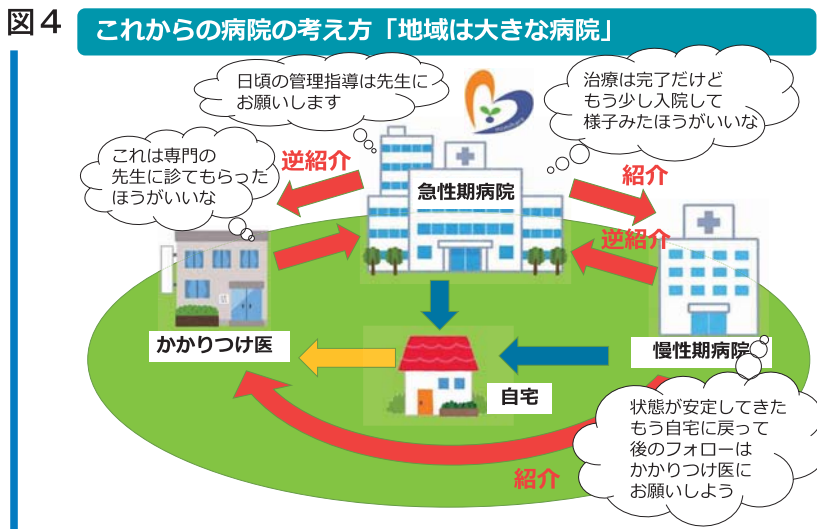 図4
これからの病院の考え方「地域は大きな病院」
日頃の管理指導は先生に
お願いします
治療は完了だけど
もう少し入院して
様子みたほうがいいな
これは専門の
先生に診てもらった
ほうがいいな
逆紹介
急性期病院
紹介
逆紹介
かかりつけ医
慢性期病院
自宅
状態が安定してきた
もう自宅に戻って
後のフォローは
かかりつけ医に
お願いしよう
紹介